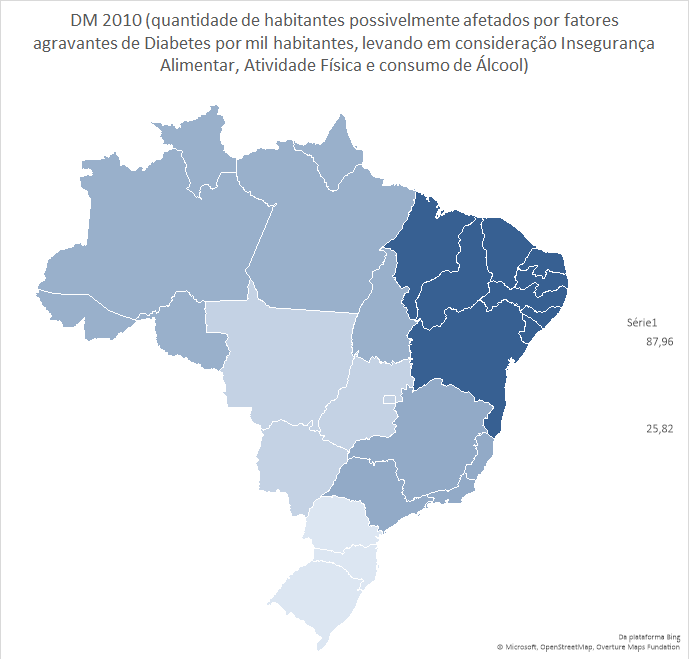 DM 2010 (quantidade de habitantes possivelmente afetados por fatores
agravantes de Diabetes por mil habitantes, levando em consideração Insegurança
Alimentar, Atividade Física e consumo de Álcool)
Série1
87,96
25,82
Da plataforma Bing
© Microsoft, OpenStreetMap, Overture Maps Fundation